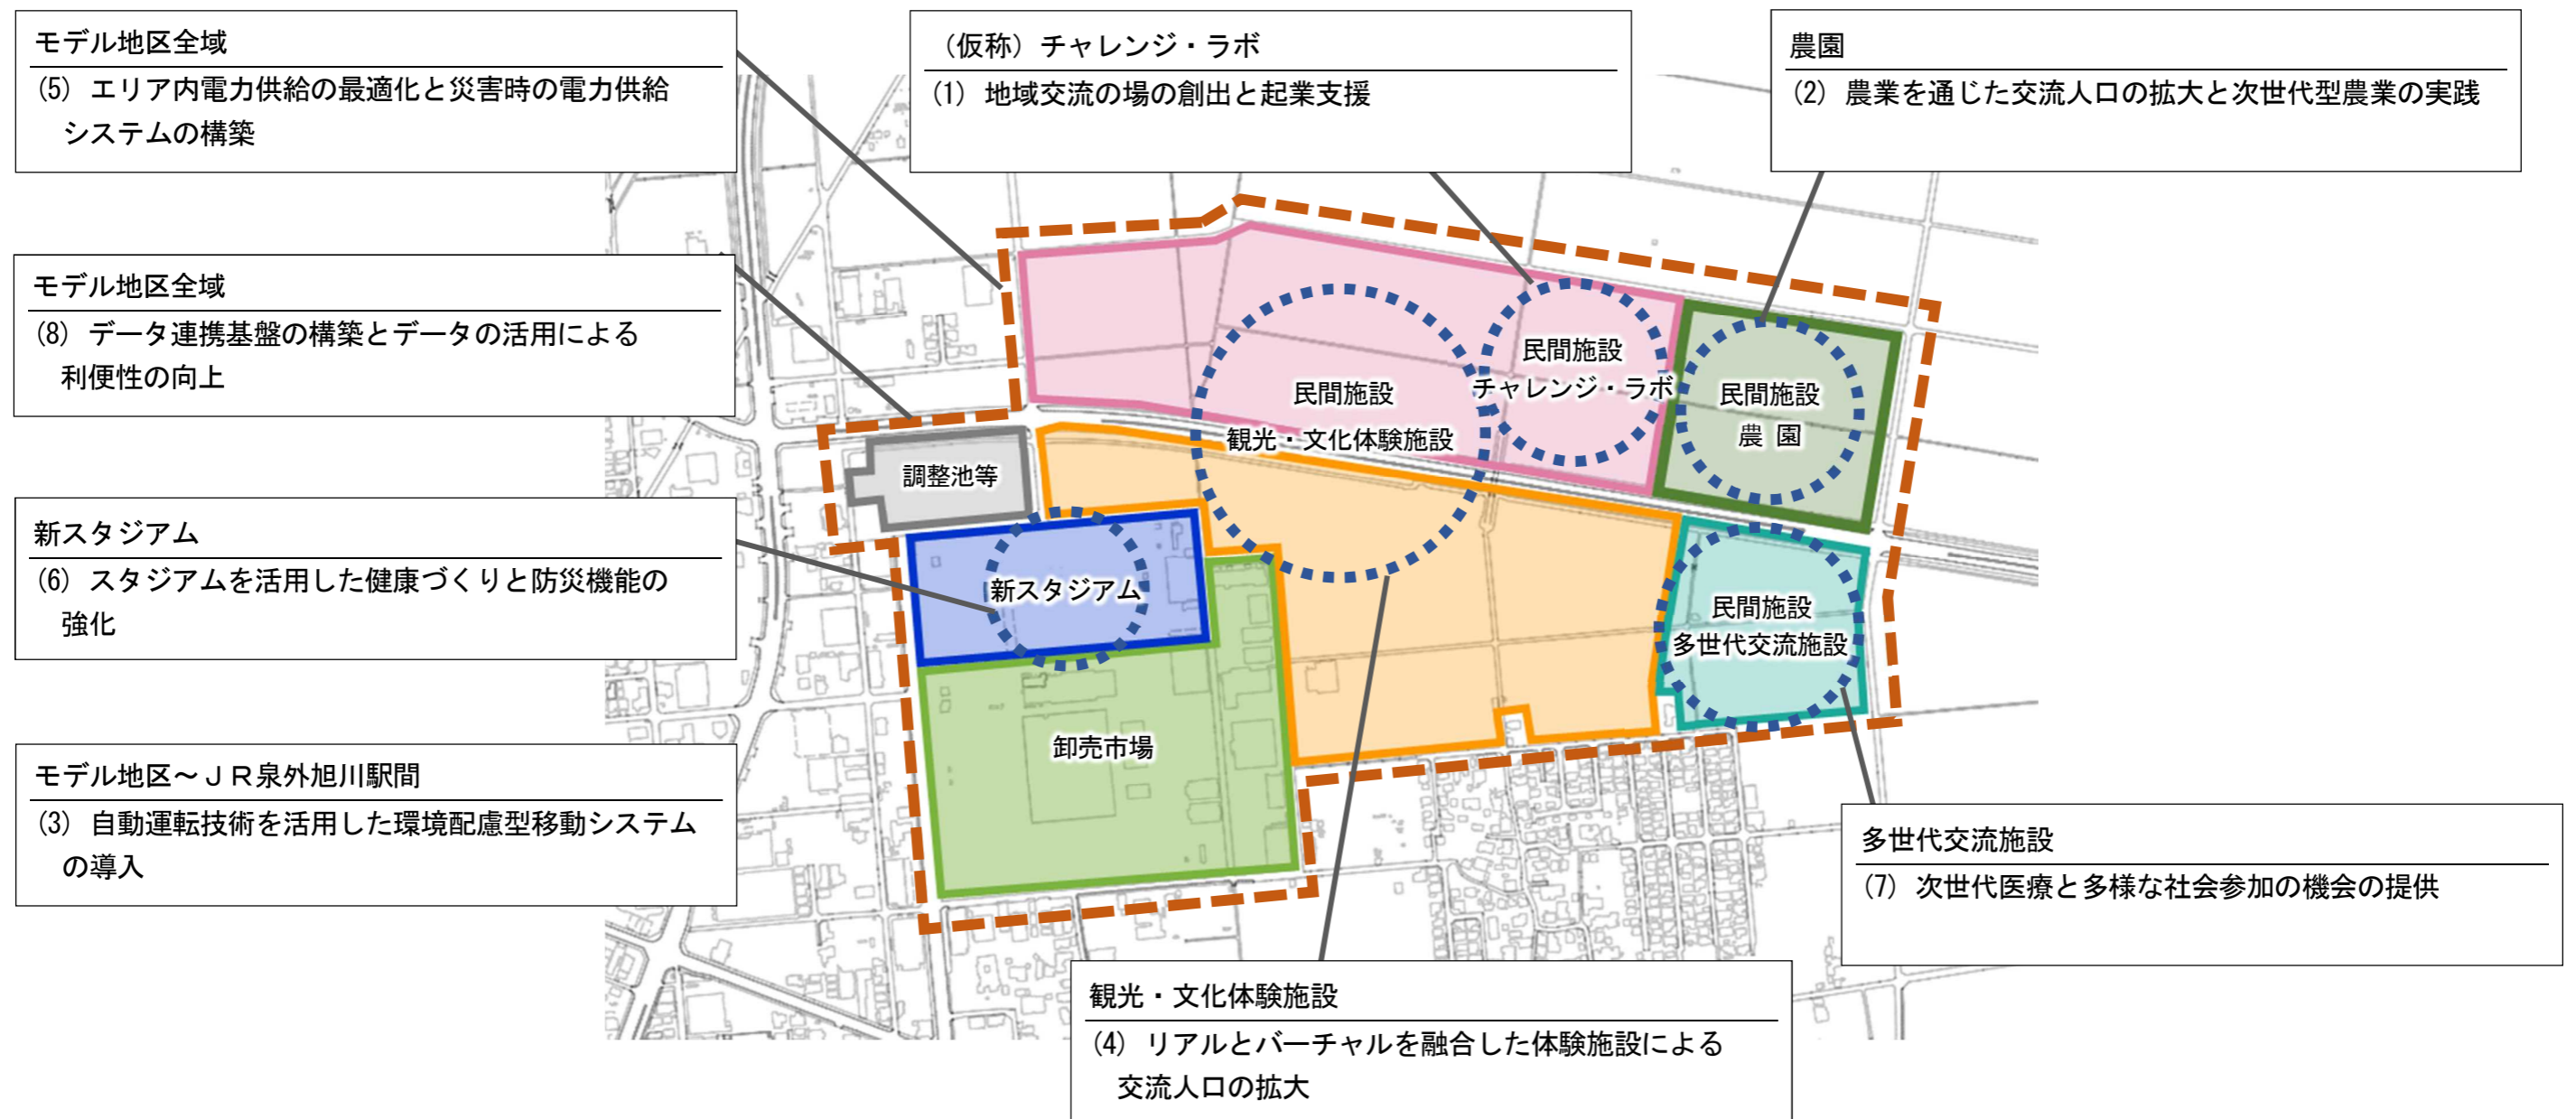 モデル地区全域
(5) エリア内電力供給の最適化と災害時の電力供給
システムの構築
(仮称) チャレンジ・ラボ
(1) 地域交流の場の創出と起業支援
農園
(2) 農業を通じた交流人口の拡大と次世代型農業の実践
モデル地区全域
(8) データ連携基盤の構築とデータの活用による
利便性の向上
新スタジアム
(6) スタジアムを活用した健康づくりと防災機能の
強化
モデル地区～ＪＲ泉外旭川駅間
(3) 自動運転技術を活用した環境配慮型移動システム
の導入
民間施設
チャレンジ・ラボ
民間施設
観光・文化体験施設
民間施設
農 園
調整池等
新スタジアム
民間施設
多世代交流施設
卸売市場
多世代交流施設
(7) 次世代医療と多様な社会参加の機会の提供
観光・文化体験施設
(4) リアルとバーチャルを融合した体験施設による
交流人口の拡大